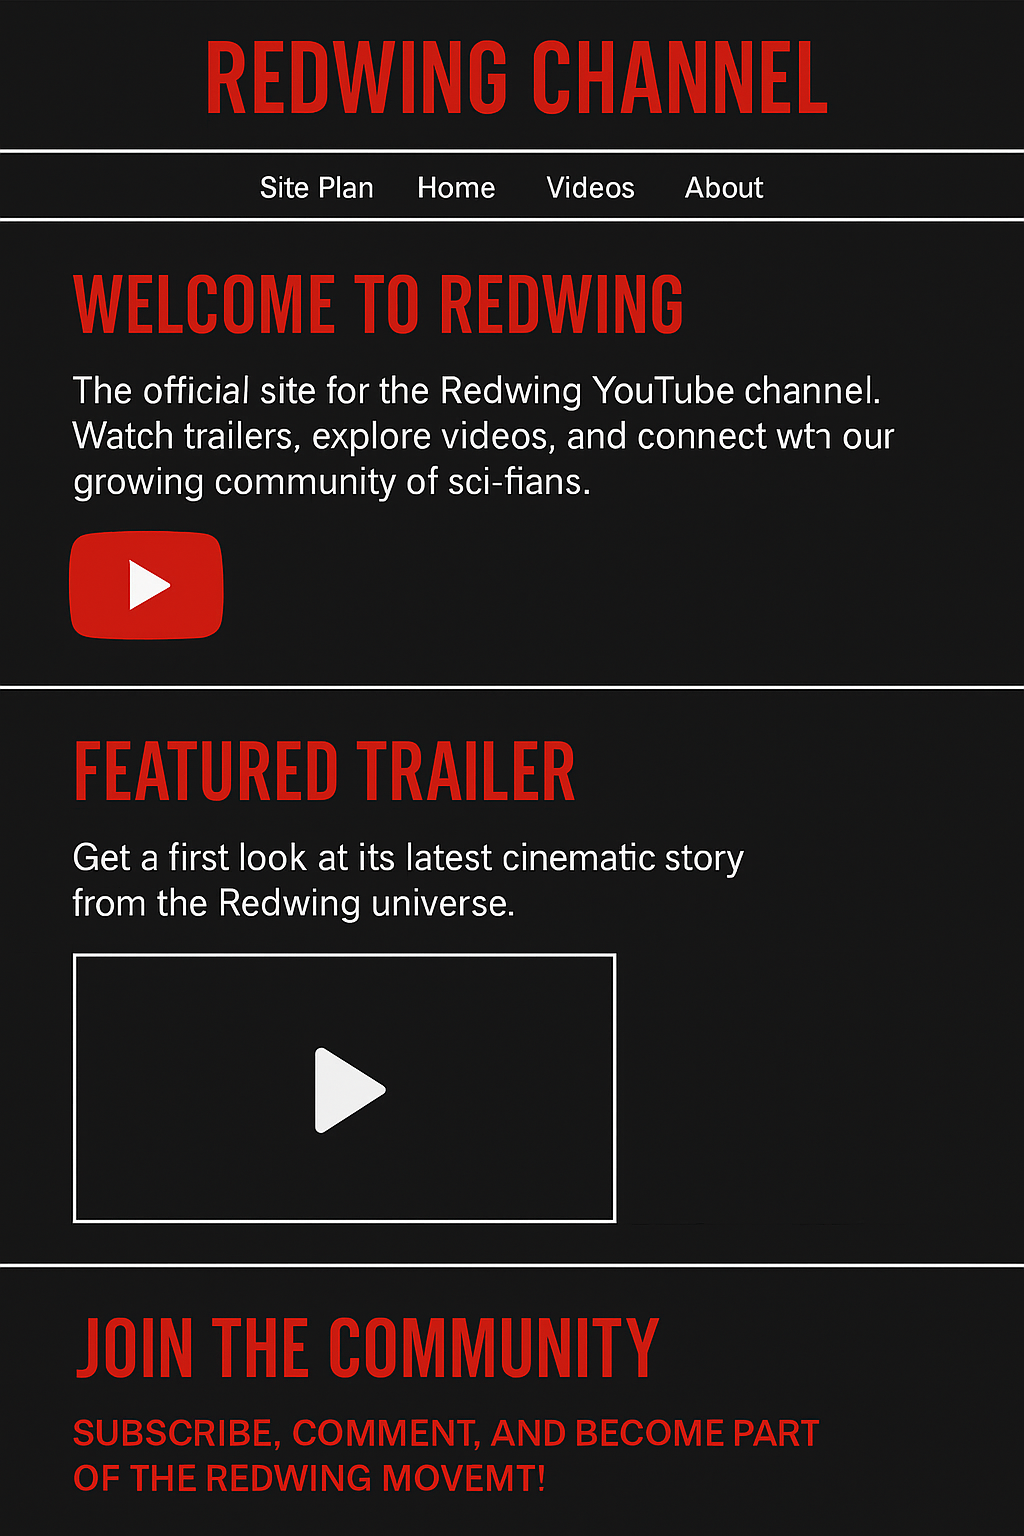 REDWING CHANNEL
Site Plan Home Videos About
WELCOME TO REDWING
The official site for the Redwing YouTube channel.
Watch trailers, explore videos, and connect wth our
growing community of sci-fians.
FEATURED TRAILER
Get a first look at its latest cinematic story
from the Redwing universe.
JOIN THE COMMUNITY
SUBSCRIBE, COMMENT, AND BECOME PART
OF THE REDWING MOVEMT!